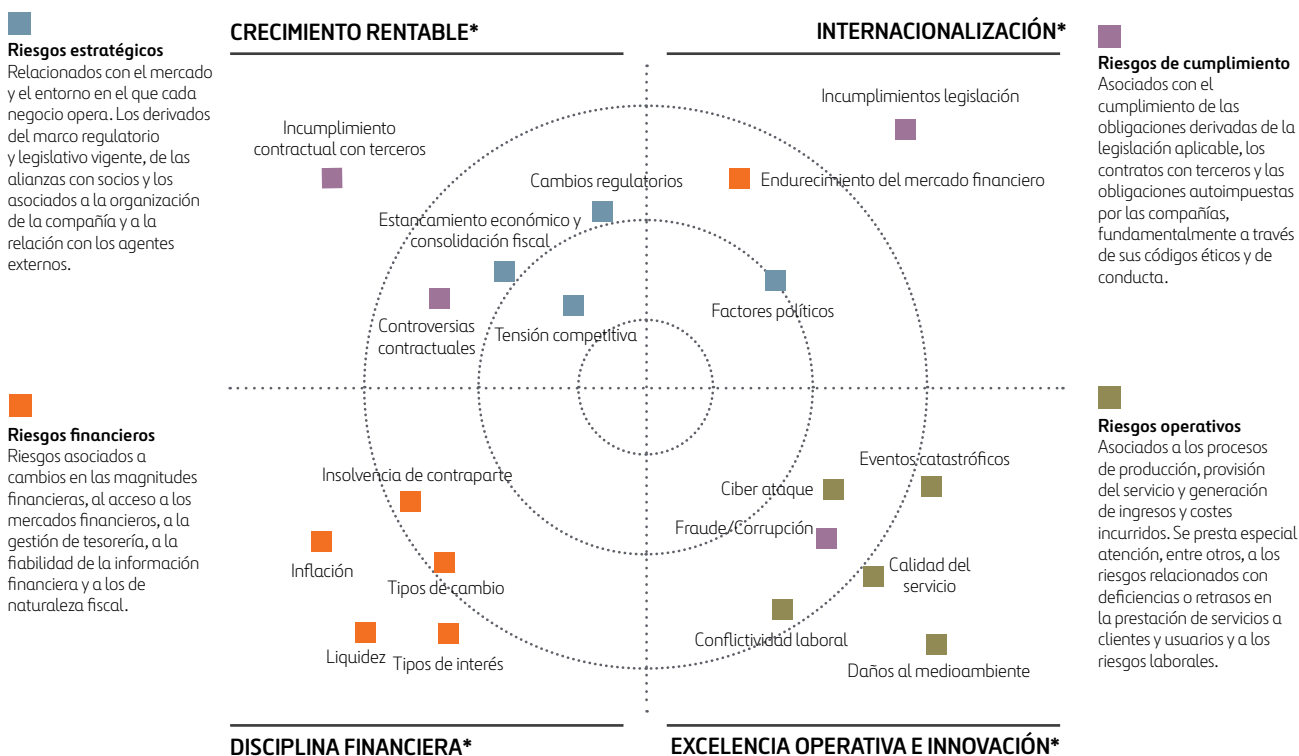 CRECIMIENTO RENTABLE*
INTERNACIONALIZACIÓN*
Riesgos estratégicos
Relacionados con el mercado
y el entorno en el que cada
negocio opera. Los derivados
del marco regulatorio
y legislativo vigente, de las
alianzas con socios y los
asociados a la organización
de la compañía y a la
relación con los agentes
externos.
Riesgos financieros
Riesgos asociados a
cambios en las magnitudes
financieras, al acceso a los
mercados financieros, a la
gestión de tesorería, a la
fiabilidad de la información
financiera y a los de
naturaleza fiscal.
Incumplimiento
contractual con terceros
Cambios regulatorios
Estancamiento económico y
consolidación fiscal
Controversias
contractuales
Tensión competitiva
Incumplimientos legislación
Endurecimiento del mercado financiero
Factores políticos
Insolvencia de contraparte
Inflación
Tipos de cambio
Liquidez
Tipos de interés
Eventos catastróficos
Ciber ataque
Fraude/Corrupción
Calidad del
servicio
Conflictividad laboral
Daños al medioambiente
Riesgos de cumplimiento
Asociados con el
cumplimiento de las
obligaciones derivadas de la
legislación aplicable, los
contratos con terceros y las
obligaciones autoimpuestas
por las compañías,
fundamentalmente a través
de sus códigos éticos y de
conducta.
Riesgos operativos
Asociados a los procesos
de producción, provisión
del servicio y generación
de ingresos y costes
incurridos. Se presta especial
atención, entre otros, a los
riesgos relacionados con
deficiencias o retrasos en
la prestación de servicios a
clientes y usuarios y a los
riesgos laborales.
DISCIPLINA FINANCIERA*
EXCELENCIA OPERATIVA E INNOVACIÓN*